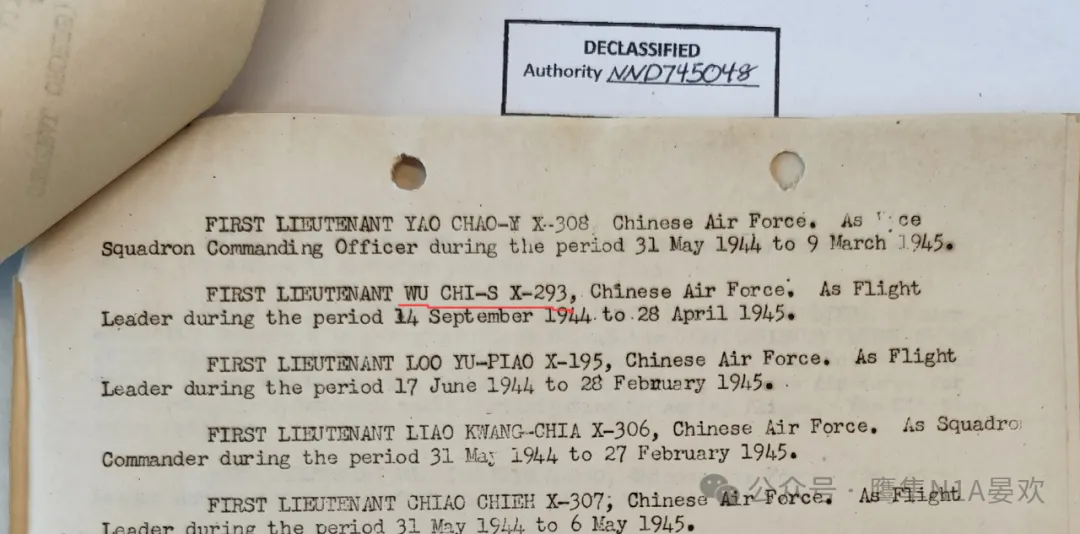 DECLASSIFIED
Authority NND745048
FIRST LIEUTENANT YAO CHAO-Y X-308, Chinese Air Force. As
Squadron Commanding Officer during the period 31 May 1944 to 9 March 1945.
FIRST LIEUTENANT WU CHI-S X-293, Chinese Air Force. As Flight
Leader during the period 14 September 1944 to 28 April 1945.
FIRST LIEUTENANT LOO YU-PIAO X-195, Chinese Air Force. As Flight
Leader during the period 17 June 1944 to 28 February 1945.
FIRST LIEUTENANT LIAO KWANG-CHIA X-306, Chinese Air Force. As Squadro
Commander during the period 31 May 1944 to 27 February 1945.
FIRST LIEUTENANT CHIAO CHIEH X-307; Chinese Air Force. As Flight
Leader during the period 31 May 1944 to 6 May 1945.
公众号 · 鹰隼NIA晏欢